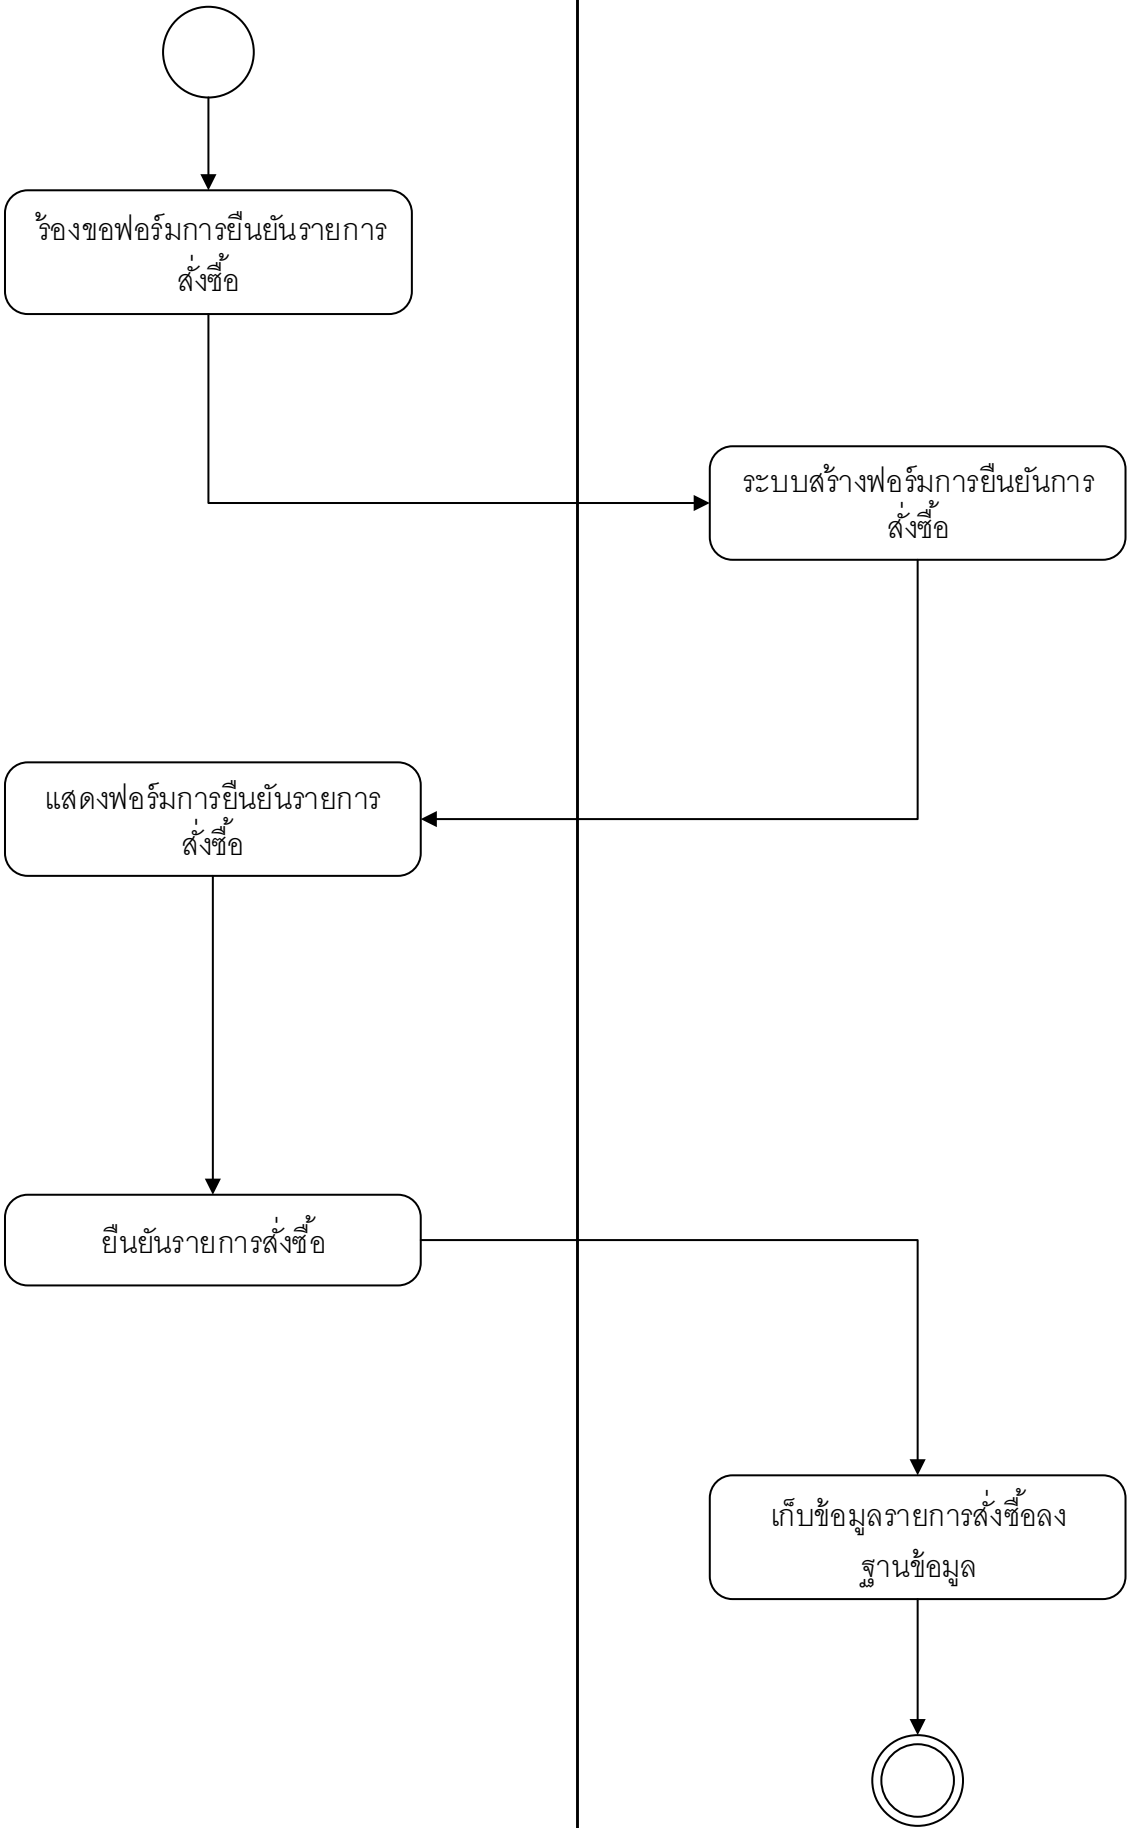 ร้องขอฟอร์มการยืนยันรายการ
สั่งซื้อ
ระบบสร้างฟอร์มการยืนยันการ
สั่งซื้อ
แสดงฟอร์มการยืนยันรายการ
สั่งซื้อ
ยืนยันรายการสั่งซื้อ
เก็บข้อมูลรายการสั่งซื้อลง
ฐานข้อมูล